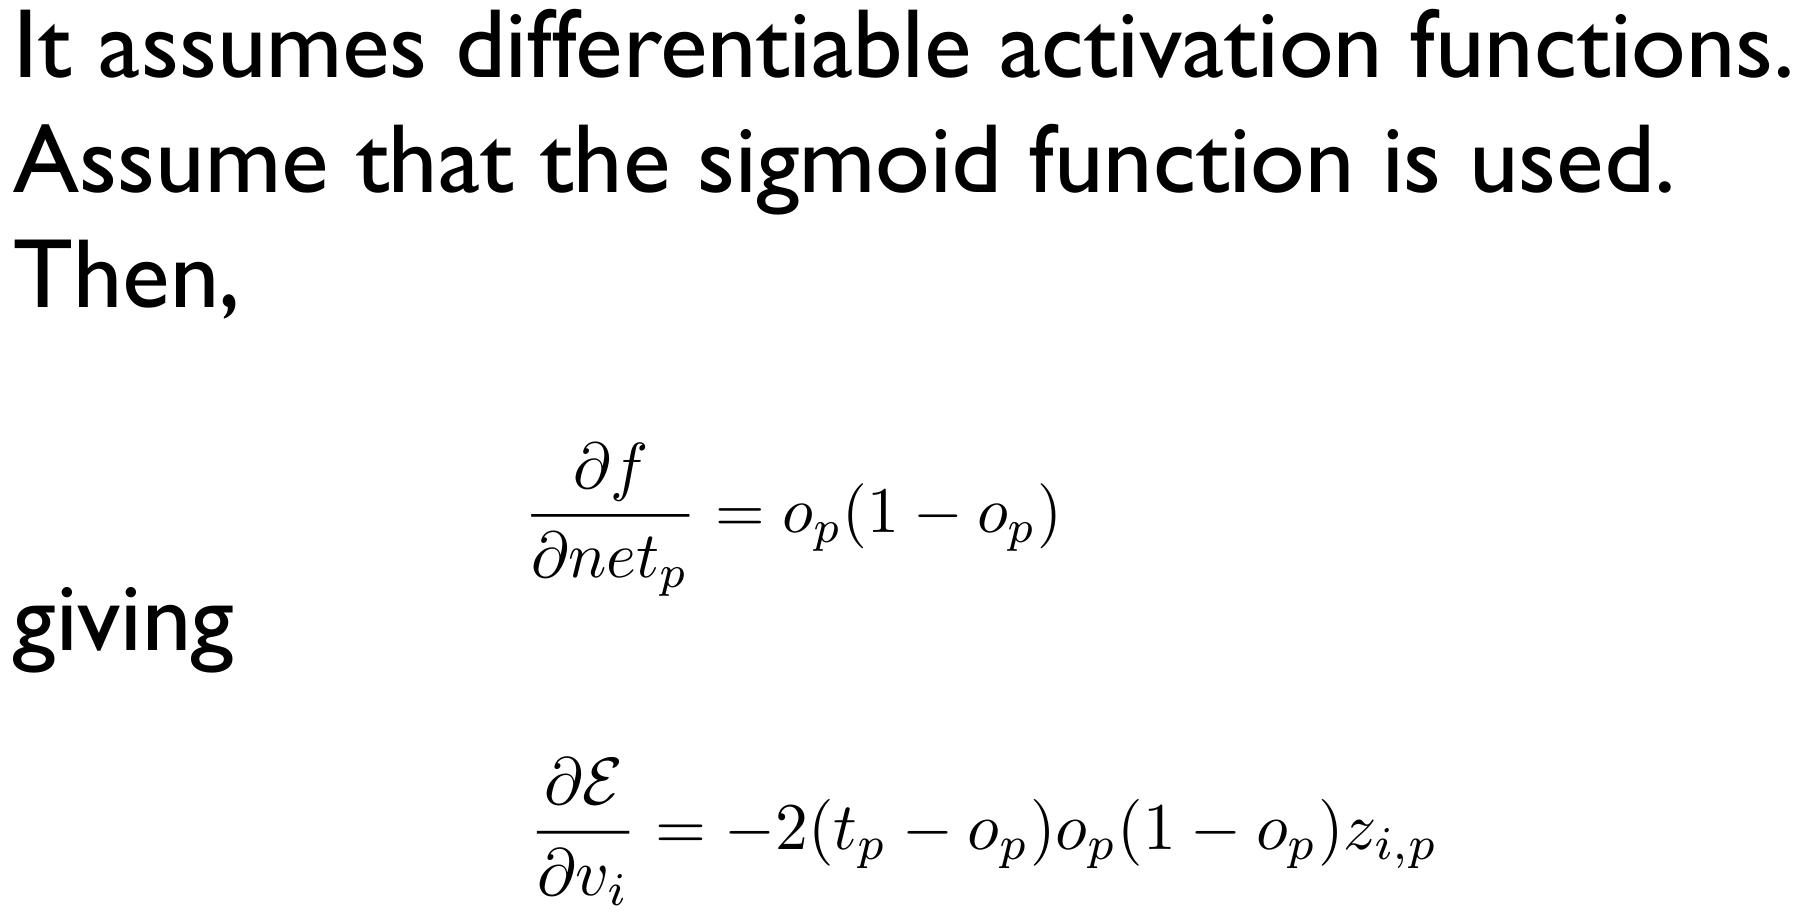 It assumes differentiable activation functions.
Assume that the sigmoid function is used.
Then,
$\frac{\partial f}{\partial net_p} = o_p(1 - o_p)$
giving
$\frac{\partial \mathcal{E}}{\partial v_i} = -2(t_p - o_p)o_p(1 - o_p)z_{i,p}$